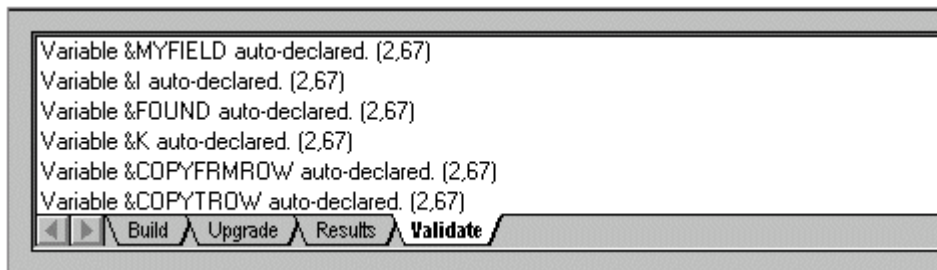 Variable &MYFIELD auto-declared. (2,67)
Variable &I auto-declared. (2,67)
Variable &FOUND auto-declared. (2,67)
Variable &K auto-declared. (2,67)
Variable &COPYFRMROW auto-declared. (2,67)
Variable &COPYTROW auto-declared. (2,67)
Build Upgrade Results Validate